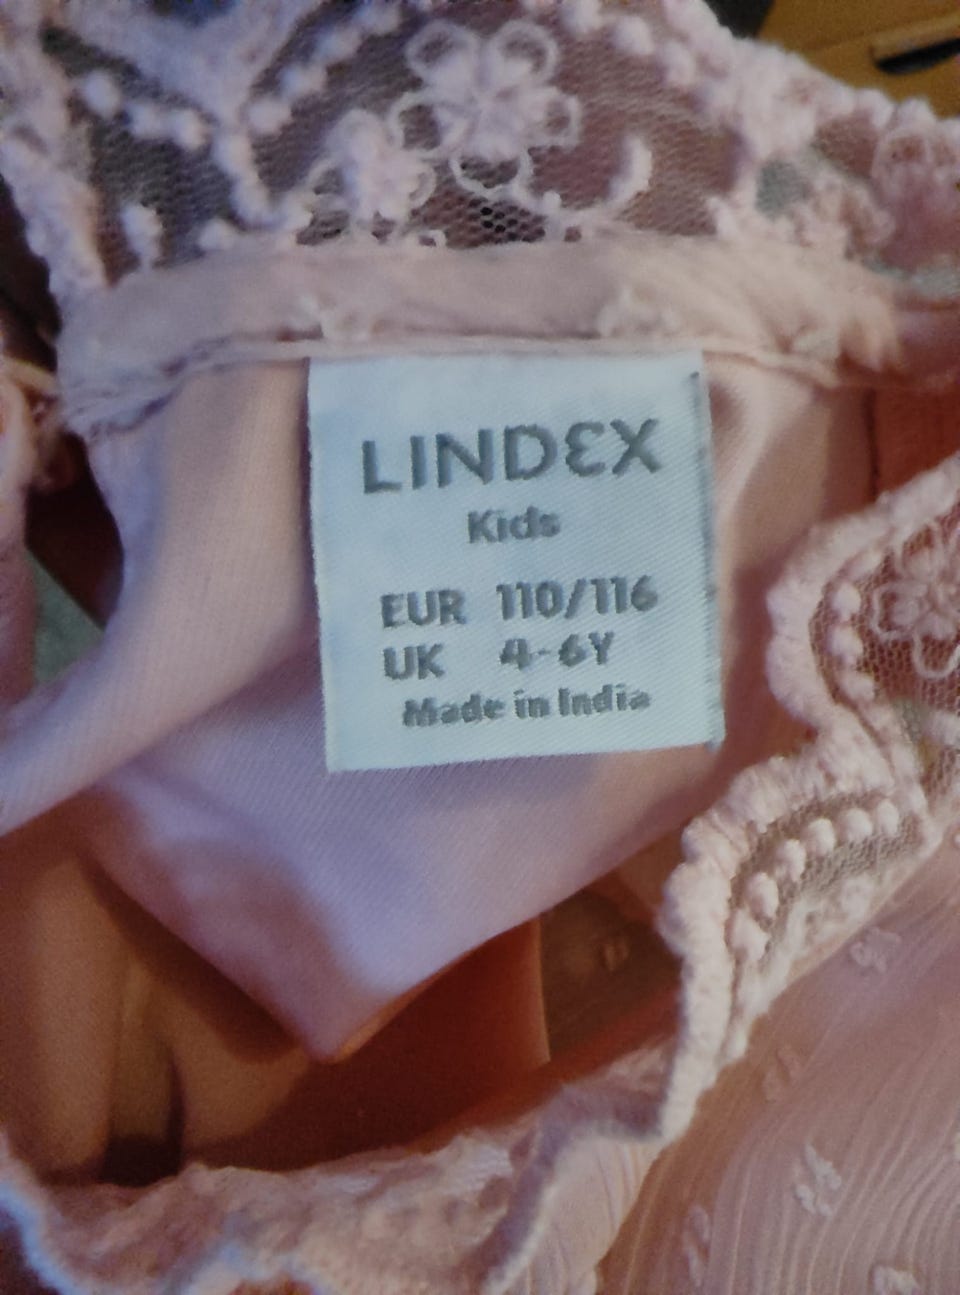 LINDEX
Kids
EUR 110/116
UK 4-6Y
Made in India